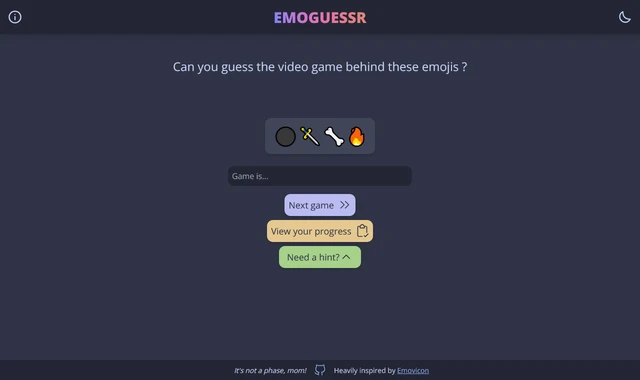 EMOGUESSR
Can you guess the video game behind these emojis ?
Game is...
Next game
View your progress
Need a hint?
It's not a phase, mom! Heavily inspired by Emovicon